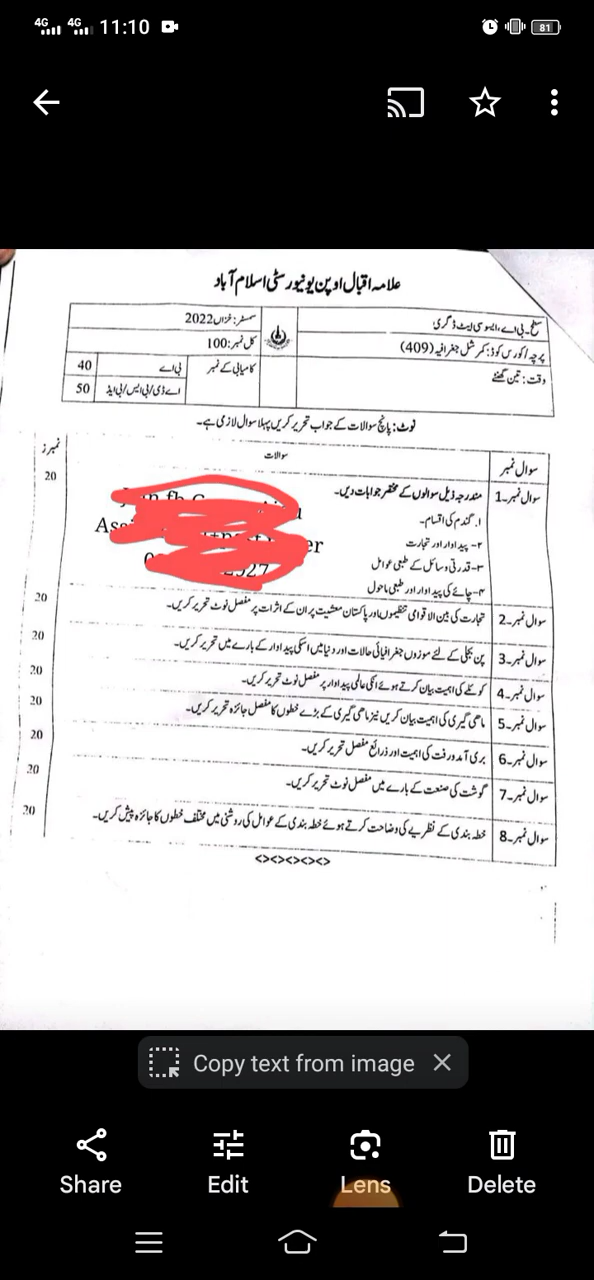 4G 4G 11:10 81
علامہ اقبال اوپن یونیورسٹی اسلام آباد
سطح۔ بی اے، ایسوسی ایٹ ڈگری
سمسٹر: خزاں 2022
پرچہ/کورس کوڈ: کمرشل جغرافیہ (409)
کل نمبر: 100
وقت: تین گھنٹے
کامیابی کے نمبر
بی اے 40
اے ڈی/بی ایس/بی ایڈ 50
نوٹ: پانچ سوالات کے جواب تحریر کریں پہلا سوال لازمی ہے۔
سوال نمبر سوالات نمبرز
سوال نمبر۔1 مندرجہ ذیل سوالوں کے مختصر جوابات دیں۔ 20
۱۔ گندم کی اقسام۔
۲۔ پیداوار اور تجارت
۳۔ قدرتی وسائل کے طبعی عوامل
۴۔ چائے کی پیداوار اور طبعی ماحول
سوال نمبر۔2 تجارت کی بین الاقوامی تنظیموں اور پاکستان معشیت پر ان کے اثرات پر مفصل نوٹ تحریر کریں۔ 20
سوال نمبر۔3 پن بجلی کے لئے موزوں جغرافیائی حالات اور دنیا میں اسکی پیداوار کے بارے میں تحریر کریں۔ 20
سوال نمبر۔4 کوئلے کی اہمیت بیان کرتے ہوئے انکی عالمی پیداوار پر مفصل نوٹ تحریر کریں۔ 20
سوال نمبر۔5 ماھی گیری کی اہمیت بیان کریں نیز ماھی گیری کے بڑے خطوں کا مفصل جائزہ تحریر کریں۔ 20
سوال نمبر۔6 بری آمدورفت کی اہمیت اور ذرائع مفصل تحریر کریں۔ 20
سوال نمبر۔7 گوشت کی صنعت کے بارے میں مفصل نوٹ تحریر کریں۔ 20
سوال نمبر۔8 خطہ بندی کے نظریے کی وضاحت کرتے ہوئے خطہ بندی کے عوامل کی روشنی میں مختلف خطوں کا جائزہ پیش کریں۔ 20
<><><><><>
Copy text from image
Share Edit Lens Delete